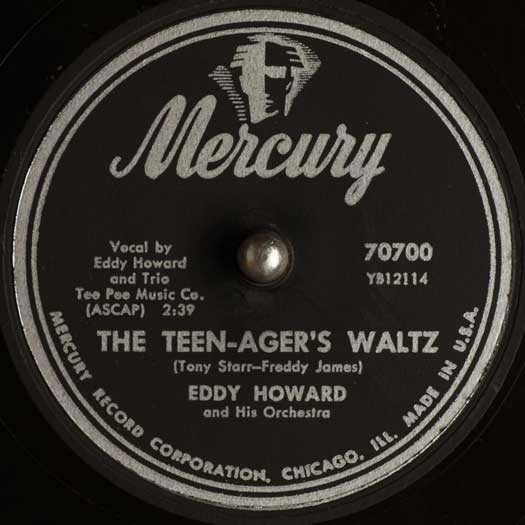 Mercury
Vocal by
Eddy Howard
and Trio
Tee Pee Music Co.
(ASCAP) 2:39
70700
YB12114
THE TEEN-AGER'S WALTZ
(Tony Starr—Freddy James)
EDDY HOWARD
and His Orchestra
MERCURY RECORD CORPORATION, CHICAGO, ILL. MADE IN U.S.A.